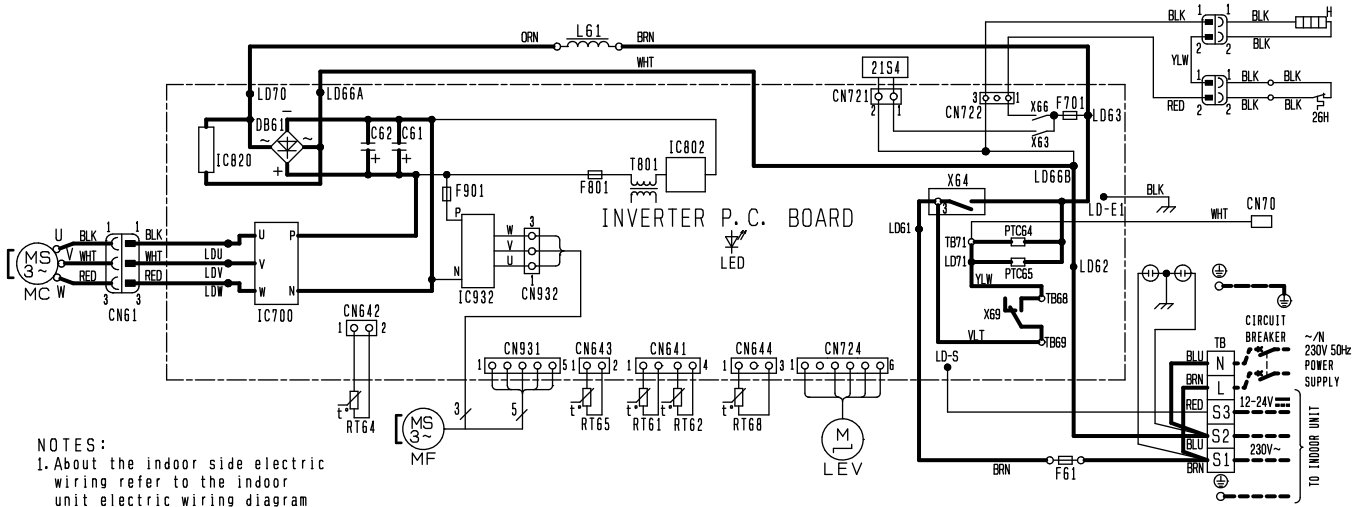 ORN L61 BRN
WHT
BLK 1 1 BLK H
2 2 BLK
YLW
1 1 BLK BLK
RED 2 2 BLK BLK
26H
21S4
CN721
2 1
3 1
CN722
X66 F701
X63
LD63
LD70 LD66A
DB61
−
~ ~
+
IC820
C62 C61
+ +
T801 IC802
F901
F801
LD66B
X64
3
LD-E1
BLK
CN70
WHT
INVERTER P.C. BOARD
LED
LD61
TB71 PTC64
LD71 PTC65
LD62
YLW
TB68
X69
VLT TB69
LD-S
U BLK BLK LDU U P
MS 3~ V WHT WHT LDV V
W RED RED LDW W N
1 1
3 3
MC
CN61
IC700
P
N
W 3
V
U
1
IC932 CN932
CN642
1 2
t°
RT64
CN931
1 5
CN643
1 2
CN641
1 4
CN644
1 3
CN724
1 6
t° RT65
t° RT61
t° RT62
t° RT68
3 5
MS 3~
MF
M 1
LEV
CIRCUIT BREAKER
TB
~/N
230V 50Hz
POWER
SUPPLY
BLU N
BRN L
RED S3 12-24V
S2
BLU
230V~
BRN S1
BRN F61
TO INDOOR UNIT
NOTES:
1. About the indoor side electric
wiring refer to the indoor
unit electric wiring diagram